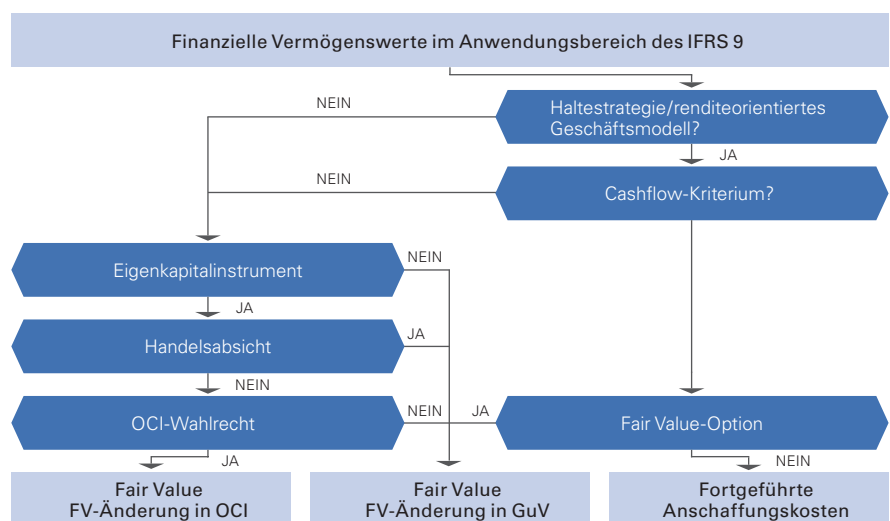 Finanzielle Vermögenswerte im Anwendungsbereich des IFRS 9
NEIN
Haltestrategie/renditeorientiertes
Geschäftsmodell?
JA
NEIN
Cashflow-Kriterium?
Eigenkapitalinstrument
NEIN
JA
Handelsabsicht
JA
NEIN
OCI-Wahlrecht
NEIN
JA
Fair Value-Option
JA
NEIN
Fair Value
FV-Änderung in OCI
Fair Value
FV-Änderung in GuV
Fortgeführte
Anschaffungskosten